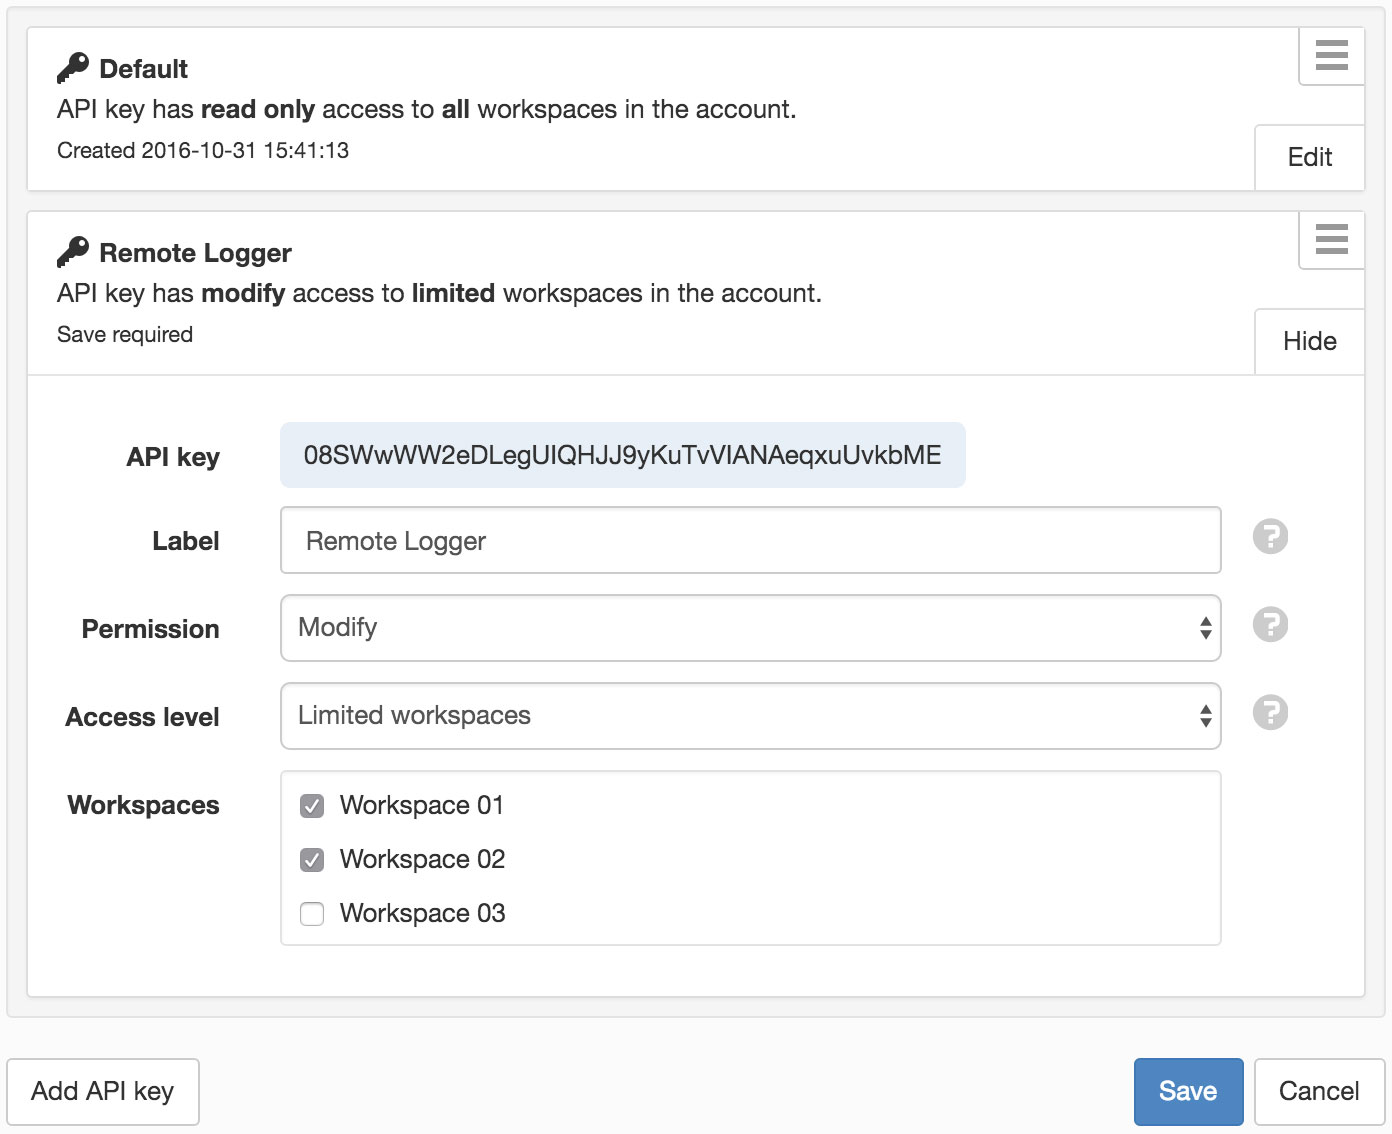 Default
API key has read only access to all workspaces in the account.
Created 2016-10-31 15:41:13
Edit
Remote Logger
API key has modify access to limited workspaces in the account.
Save required
Hide
API key 08SWwWW2eDLegUIQHJJ9yKuTvVIANAeqxuUvkbME
Label Remote Logger ?
Permission Modify ?
Access level Limited workspaces ?
Workspaces Workspace 01
Workspace 02
Workspace 03
Add API key Save Cancel